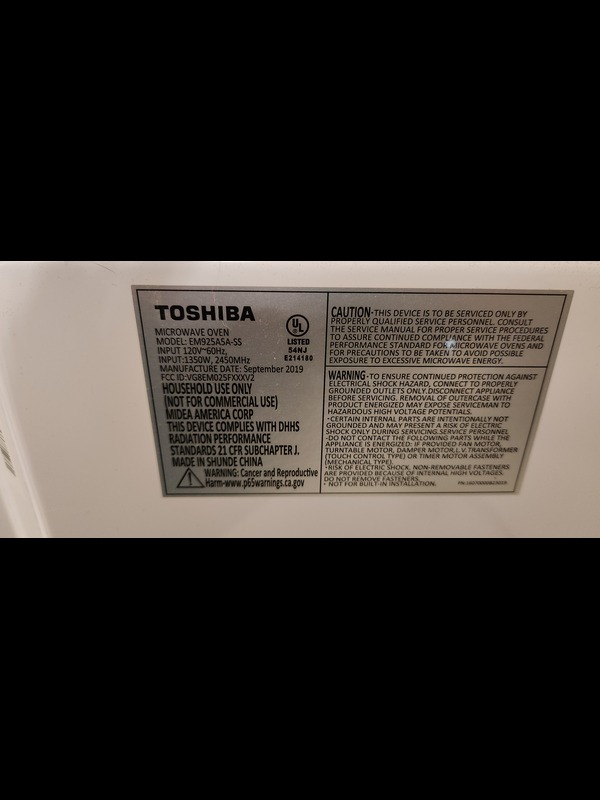 TOSHIBA
MICROWAVE OVEN
MODEL: EM925A5A-SS
INPUT 120V~60Hz,
INPUT:1350W, 2450MHz
MANUFACTURE DATE: September 2019
FCC ID:VG8EM025FXXXV2
HOUSEHOLD USE ONLY
(NOT FOR COMMERCIAL USE)
MIDEA AMERICA CORP
THIS DEVICE COMPLIES WITH DHHS
RADIATION PERFORMANCE
STANDARDS 21 CFR SUBCHAPTER J.
MADE IN SHUNDE CHINA
WARNING: Cancer and Reproductive
Harm-www.p65warnings.ca.gov
UL
LISTED
54NJ
E214180
CAUTION-THIS DEVICE IS TO BE SERVICED ONLY BY
PROPERLY QUALIFIED SERVICE PERSONNEL. CONSULT
THE SERVICE MANUAL FOR PROPER SERVICE PROCEDURES
TO ASSURE CONTINUED COMPLIANCE WITH THE FEDERAL
PERFORMANCE STANDARD FOR MICROWAVE OVENS AND
FOR PRECAUTIONS TO BE TAKEN TO AVOID POSSIBLE
EXPOSURE TO EXCESSIVE MICROWAVE ENERGY.
WARNING-TO ENSURE CONTINUED PROTECTION AGAINST
ELECTRICAL SHOCK HAZARD, CONNECT TO PROPERLY
GROUNDED OUTLETS ONLY.DISCONNECT APPLIANCE
BEFORE SERVICING. REMOVAL OF OUTERCASE WITH
PRODUCT ENERGIZED MAY EXPOSE SERVICEMAN TO
HAZARDOUS HIGH VOLTAGE POTENTIALS.
•CERTAIN INTERNAL PARTS ARE INTENTIONALLY NOT
GROUNDED AND MAY PRESENT A RISK OF ELECTRIC
SHOCK ONLY DURING SERVICING.SERVICE PERSONNEL
-DO NOT CONTACT THE FOLLOWING PARTS WHILE THE
APPLIANCE IS ENERGIZED: IF PROVIDED FAN MOTOR,
TURNTABLE MOTOR, DAMPER MOTOR,L.V.TRANSFORMER
(TOUCH CONTROL TYPE) OR TIMER MOTOR ASSEMBLY
(MECHANICAL TYPE).
•RISK OF ELECTRIC SHOCK. NON-REMOVABLE FASTENERS
ARE PROVIDED BECAUSE OF INTERNAL HIGH VOLTAGES.
DO NOT REMOVE FASTENERS.
• NOT FOR BUILT-IN INSTALLATION.